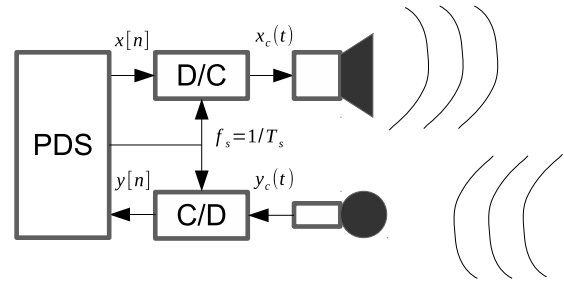 x[n]
x_c(t)
D/C
PDS
f_s=1/T_s
y[n]
y_c(t)
C/D